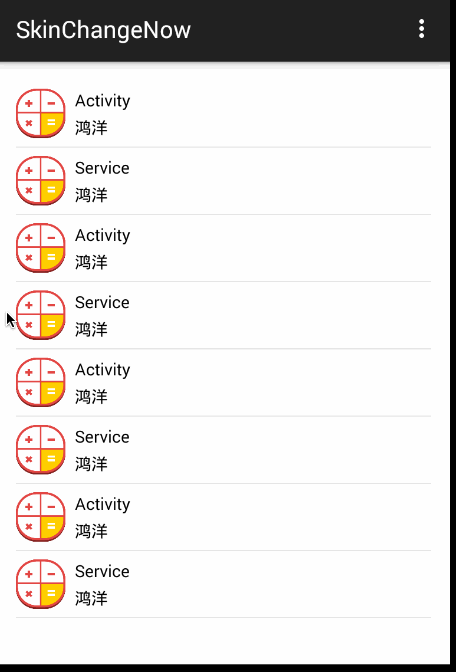 SkinChangeNow
Activity
鸿洋
Service
鸿洋
Activity
鸿洋
Service
鸿洋
Activity
鸿洋
Service
鸿洋
Activity
鸿洋
Service
鸿洋